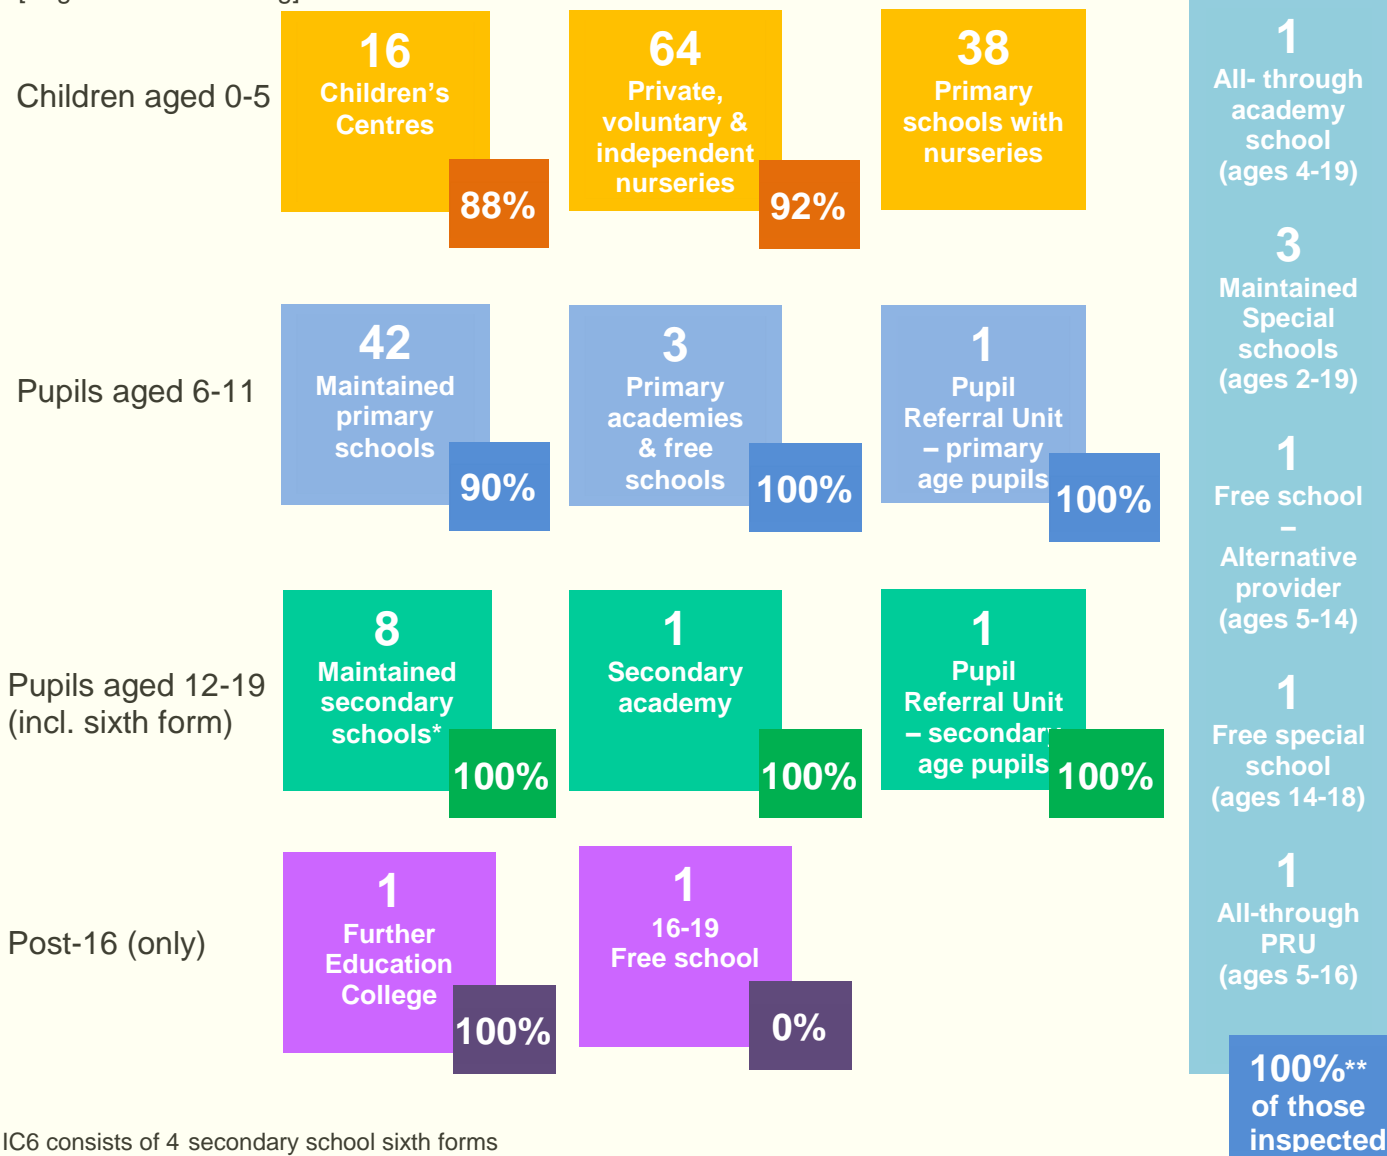 Children aged 0-5
16
Children's
Centres
88%
64
Private,
voluntary &
independent
nurseries
92%
38
Primary
schools with
nurseries
Pupils aged 6-11
42
Maintained
primary
schools
90%
3
Primary
academies
& free
schools
100%
1
Pupil
Referral Unit
– primary
age pupils
100%
Pupils aged 12-19
(incl. sixth form)
8
Maintained
secondary
schools*
100%
1
Secondary
academy
100%
1
Pupil
Referral Unit
– secondary
age pupils
100%
Post-16 (only)
1
Further
Education
College
100%
1
16-19
Free school
0%
1
All- through
academy
school
(ages 4-19)
3
Maintained
Special
schools
(ages 2-19)
1
Free school
–
Alternative
provider
(ages 5-14)
1
Free special
school
(ages 14-18)
1
All-through
PRU
(ages 5-16)
100%**
of those
inspected
IC6 consists of 4 secondary school sixth forms